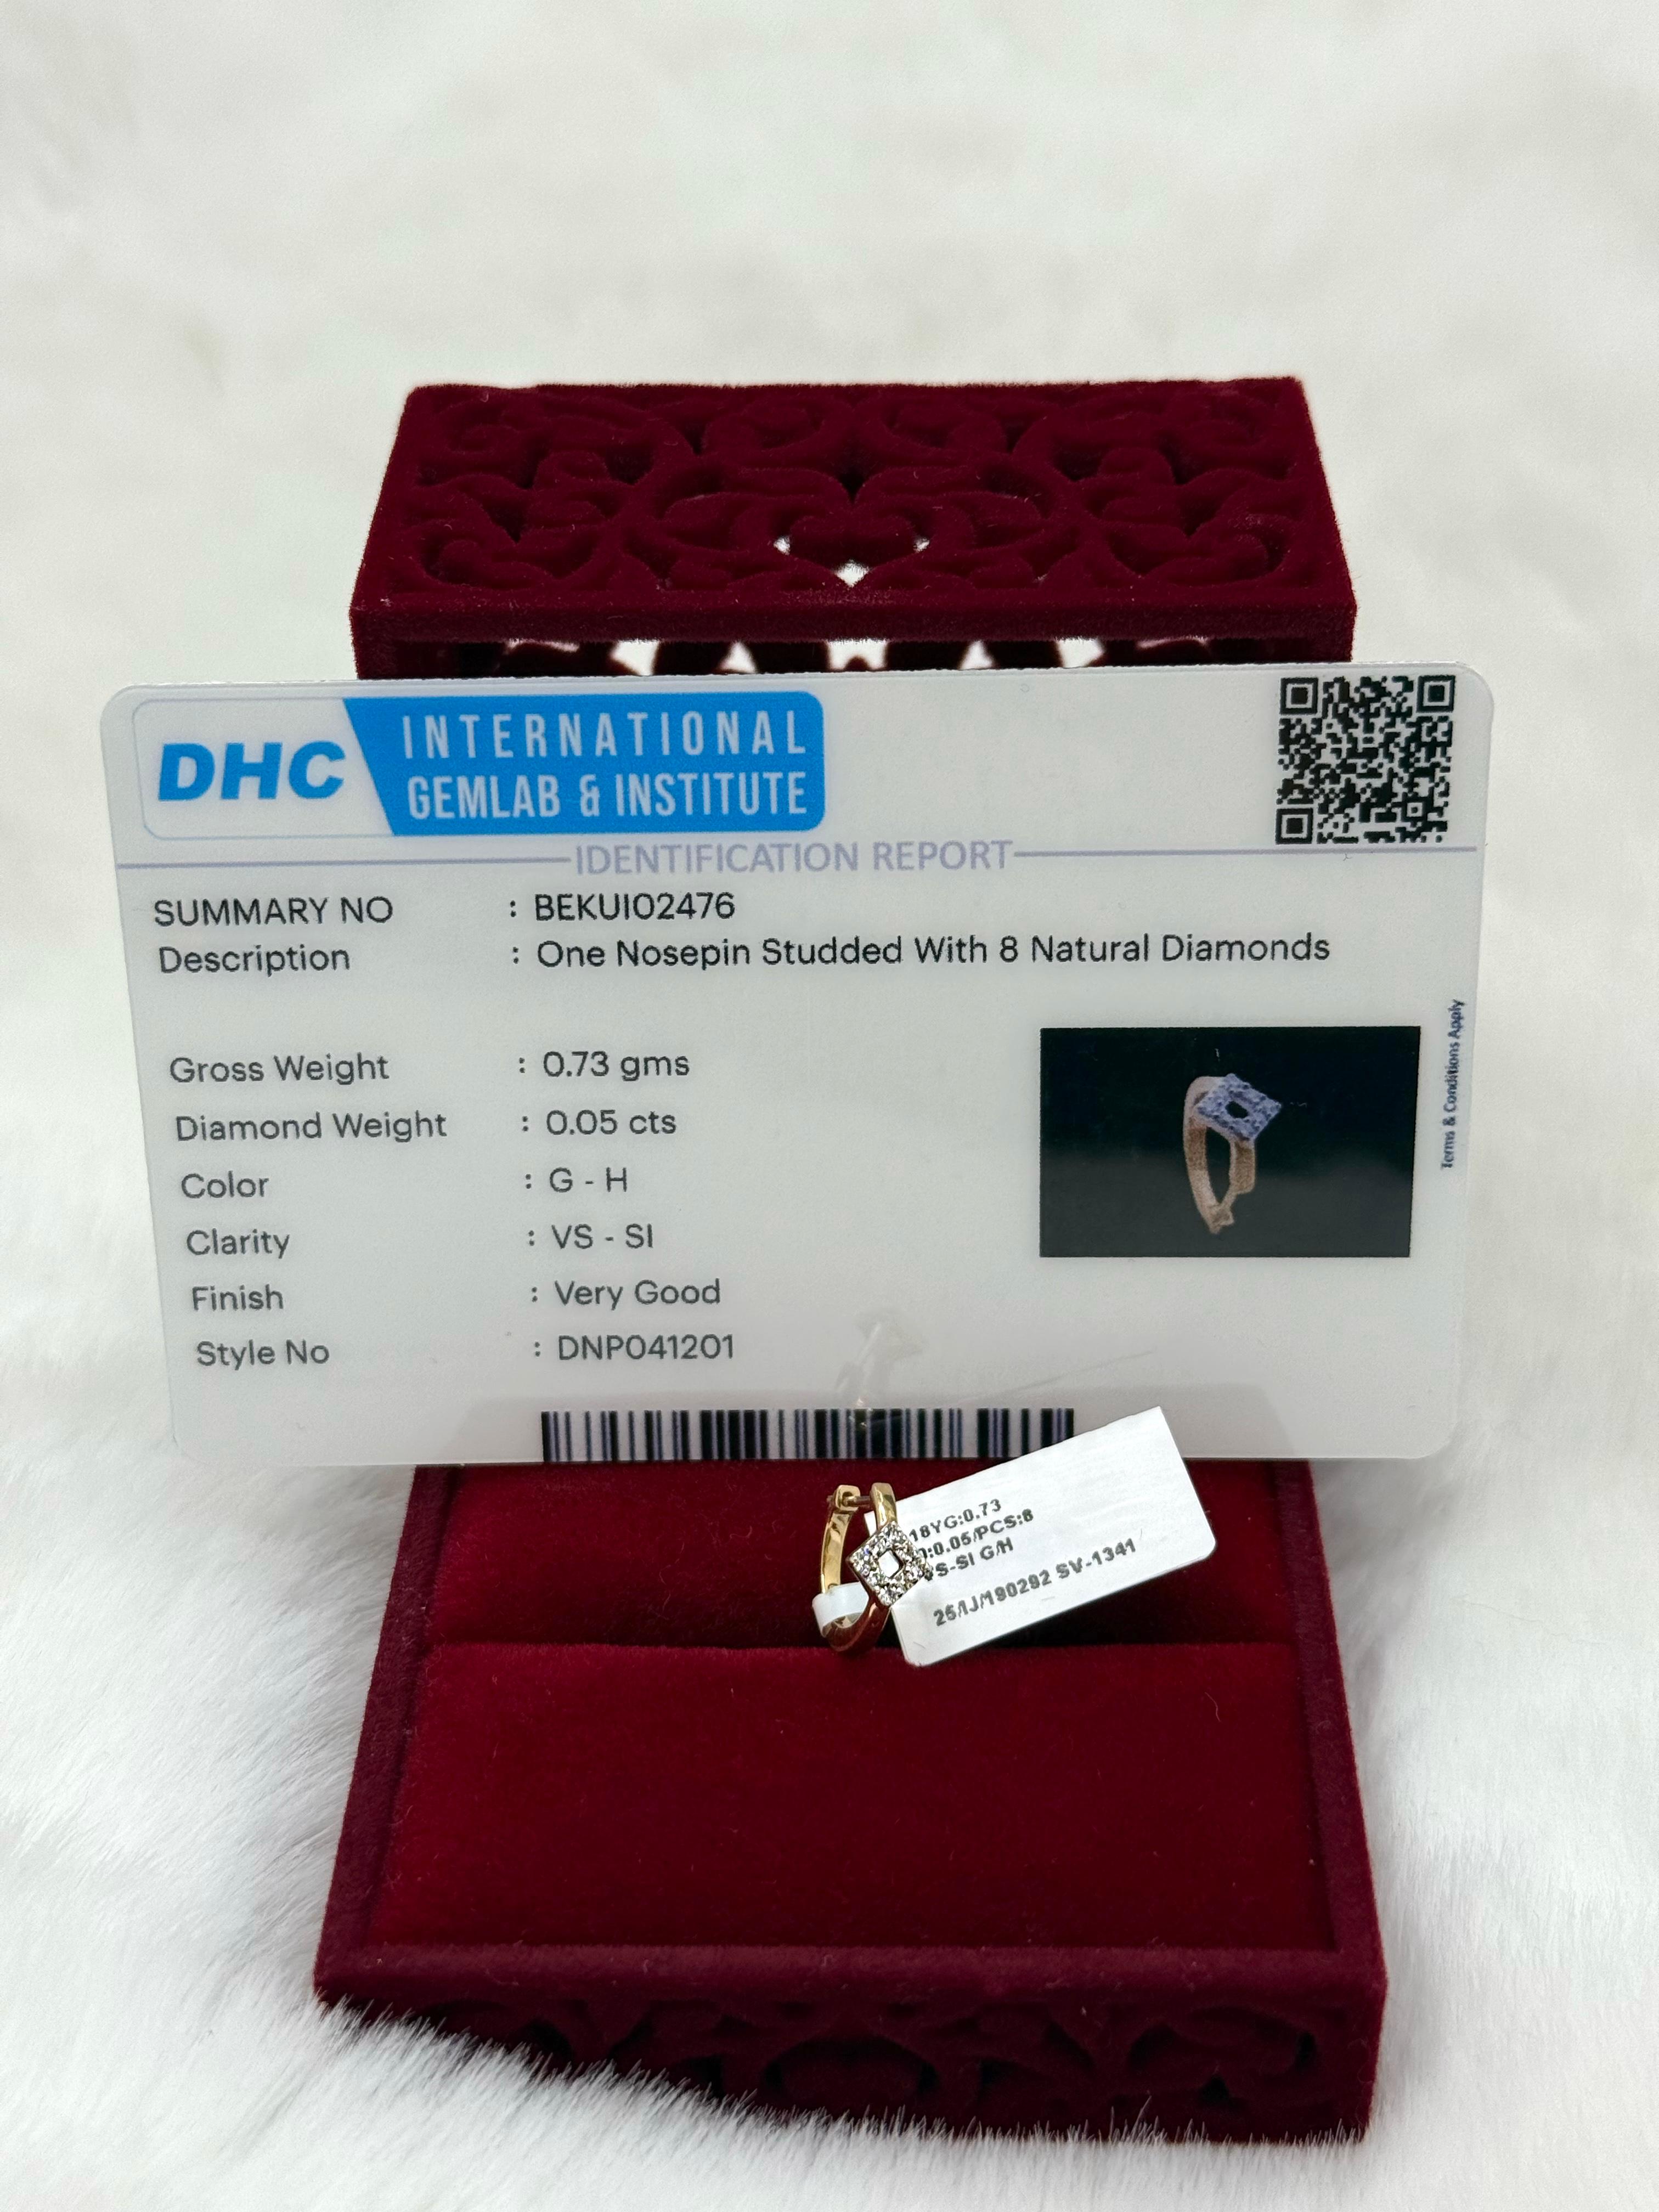 DHC
INTERNATIONAL
GEMLAB & INSTITUTE
IDENTIFICATION REPORT
SUMMARY NO : BEKUI02476
Description : One Nosepin Studded With 8 Natural Diamonds
Gross Weight : 0.73 gms
Diamond Weight : 0.05 cts
Color : G - H
Clarity : VS - SI
Finish : Very Good
Style No : DNP041201
Terms & Conditions Apply
18YG:0.73
:0.05/PCS:8
S-SI G/H
25/IJ/190292 SV-1341